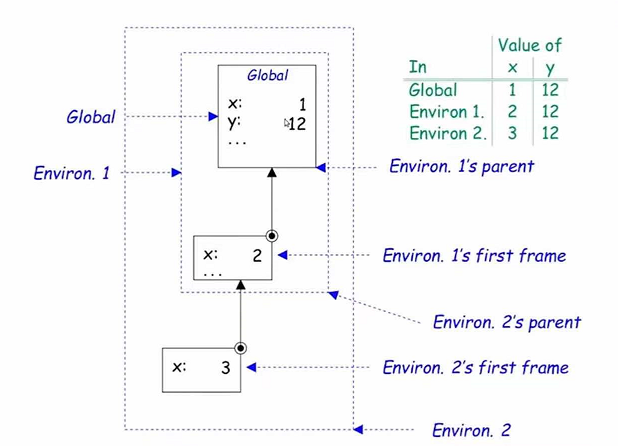 Global
x: 1
y: 12
...
Global
Environ. 1
x: 2
...
x: 3
Value of
In x y
Global 1 12
Environ 1. 2 12
Environ 2. 3 12
Environ. 1's parent
Environ. 1's first frame
Environ. 2's parent
Environ. 2's first frame
Environ. 2